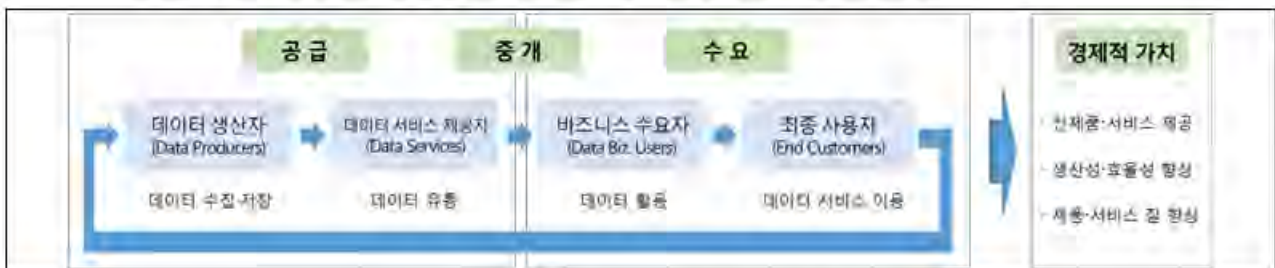 공 급
중 개
수 요
경제적 가치
데이터 생산자
(Data Producers)
데이터 서비스 제공자
(Data Services)
비즈니스 수요자
(Data Biz. Users)
최종 사용자
(End Customers)
데이터 수집·저장
데이터 유통
데이터 활용
데이터 서비스 이용
· 신제품·서비스 제공
· 생산성·효율성 향상
· 제품·서비스 질 향상